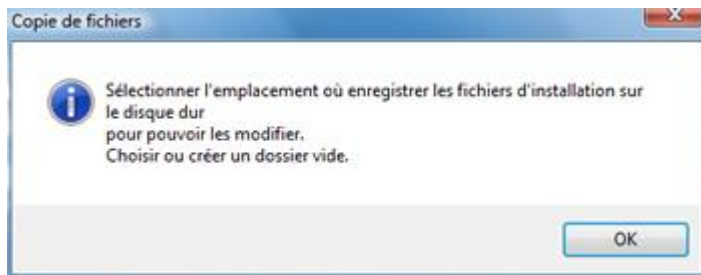 Copie de fichiers
Sélectionner l'emplacement où enregistrer les fichiers d'installation sur
le disque dur
pour pouvoir les modifier.
Choisir ou créer un dossier vide.
OK